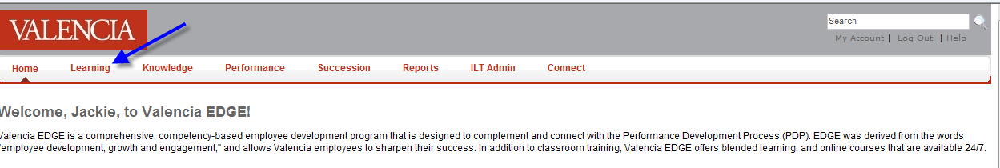 VALENCIA
Search
My Account | Log Out | Help
Home Learning Knowledge Performance Succession Reports ILT Admin Connect
Welcome, Jackie, to Valencia EDGE!
Valencia EDGE is a comprehensive, competency-based employee development program that is designed to complement and connect with the Performance Development Process (PDP). EDGE was derived from the words
"employee development, growth and engagement," and allows Valencia employees to sharpen their success. In addition to classroom training, Valencia EDGE offers blended learning, and online courses that are available 24/7.